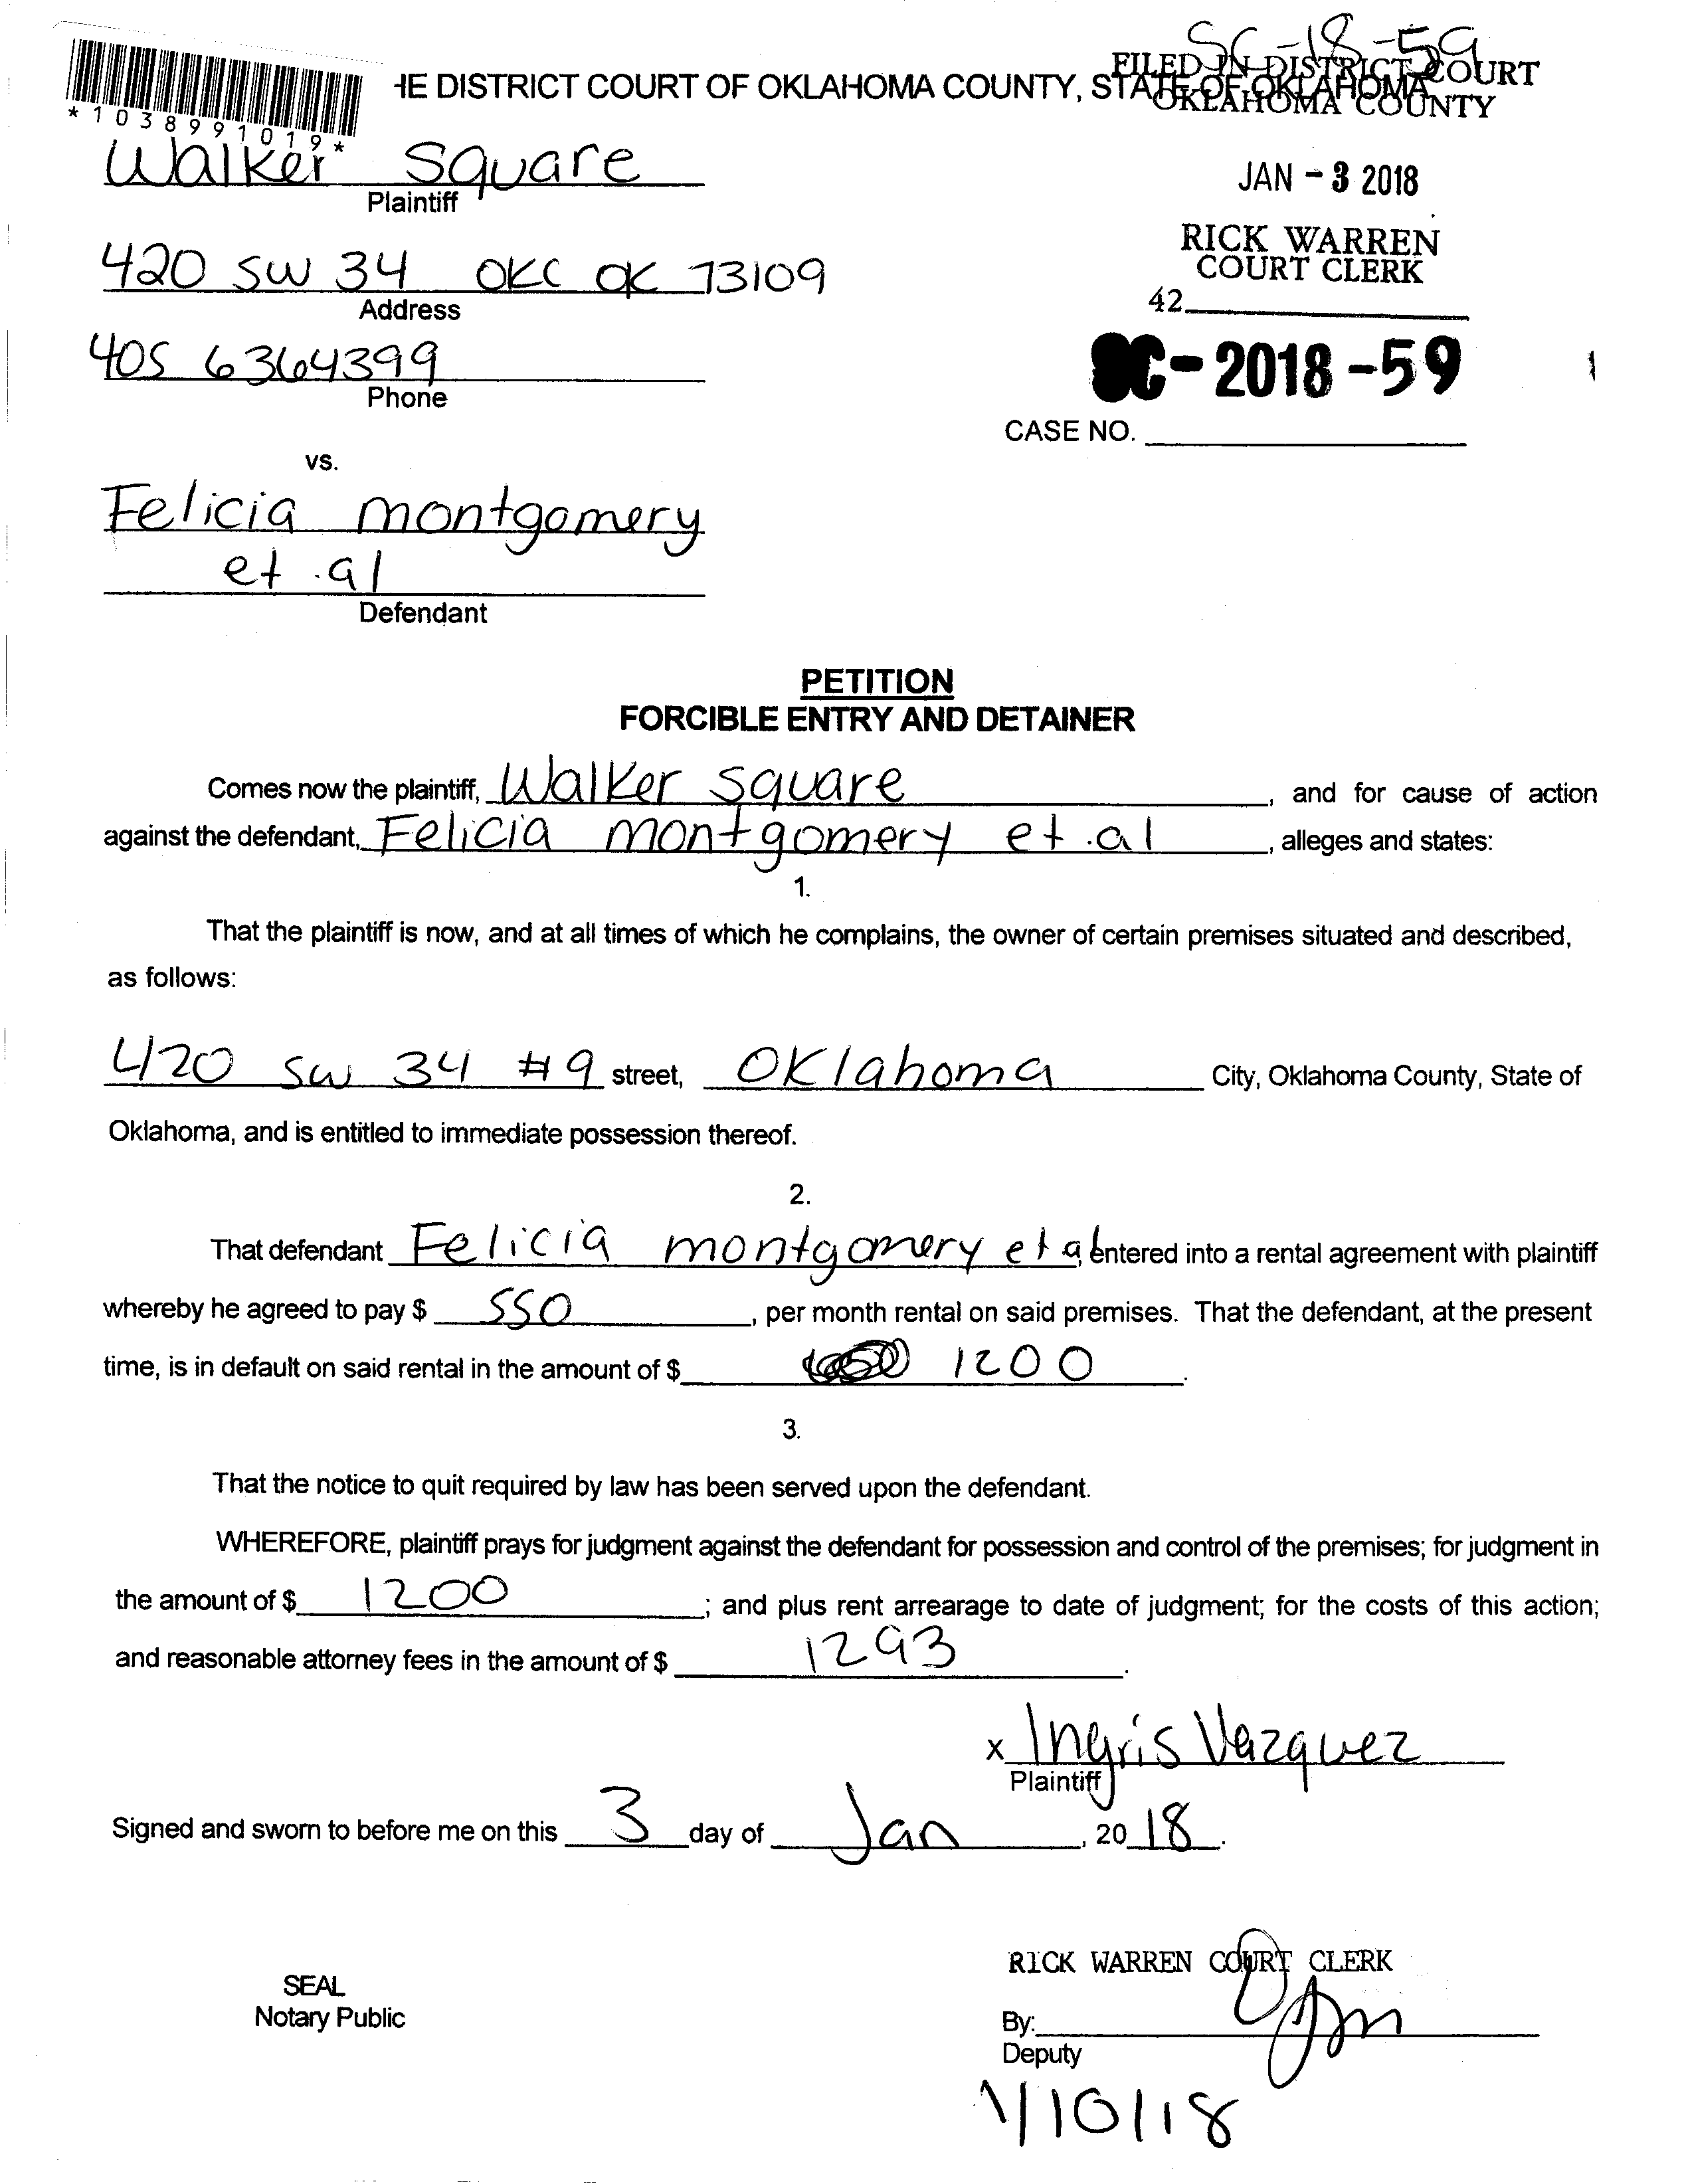 SC-18-59
FILED IN DISTRICT COURT
OKLAHOMA COUNTY
HE DISTRICT COURT OF OKLAHOMA COUNTY, STATE OF OKLAHOMA
*1038991019*
Walker Square
Plaintiff
JAN - 3 2018
420 SW 34 OKC OK 73109
Address
RICK WARREN
COURT CLERK
42
405 6364399
Phone
SC-2018-59
CASE NO.
vs.
Felicia montgomery
et.al
Defendant
PETITION
FORCIBLE ENTRY AND DETAINER
Comes now the plaintiff, Walker square, and for cause of action
against the defendant, Felicia montgomery et.al, alleges and states:
1.
That the plaintiff is now, and at all times of which he complains, the owner of certain premises situated and described,
as follows:
420 SW 34 #9 street, Oklahoma City, Oklahoma County, State of
Oklahoma, and is entitled to immediate possession thereof.
2.
That defendant Felicia montgomery et al, entered into a rental agreement with plaintiff
whereby he agreed to pay $ 550, per month rental on said premises. That the defendant, at the present
time, is in default on said rental in the amount of $ 1200.
3.
That the notice to quit required by law has been served upon the defendant.
WHEREFORE, plaintiff prays for judgment against the defendant for possession and control of the premises; for judgment in
the amount of $ 1200; and plus rent arrearage to date of judgment; for the costs of this action;
and reasonable attorney fees in the amount of $ 1293.
x Ingris Vazquez
Plaintiff
Signed and sworn to before me on this 3 day of Jan, 20 18.
RICK WARREN COURT CLERK
SEAL
Notary Public
By:
Deputy
1/10/18